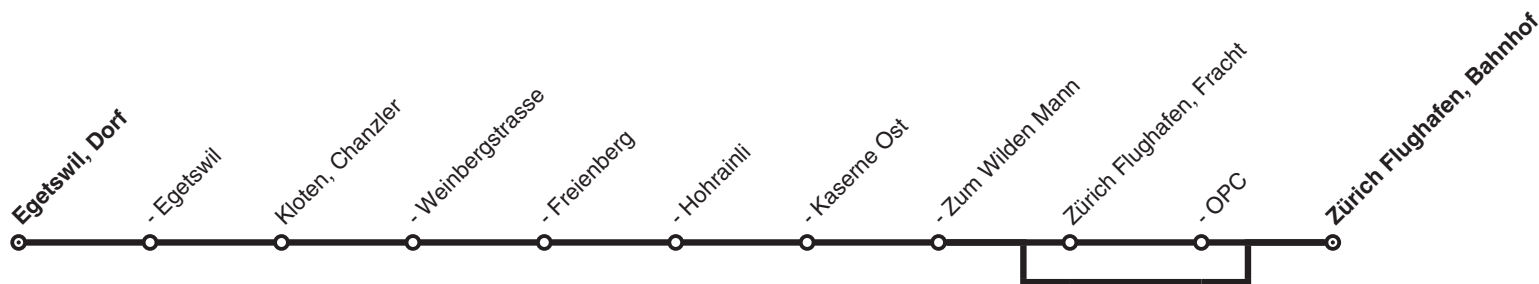 Egetswil, Dorf
- Egetswil
Kloten, Chanzler
- Weinbergstrasse
- Freienberg
- Hohrainli
- Kaserne Ost
- Zum Wilden Mann
Zürich Flughafen, Fracht
- OPC
Zürich Flughafen, Bahnhof